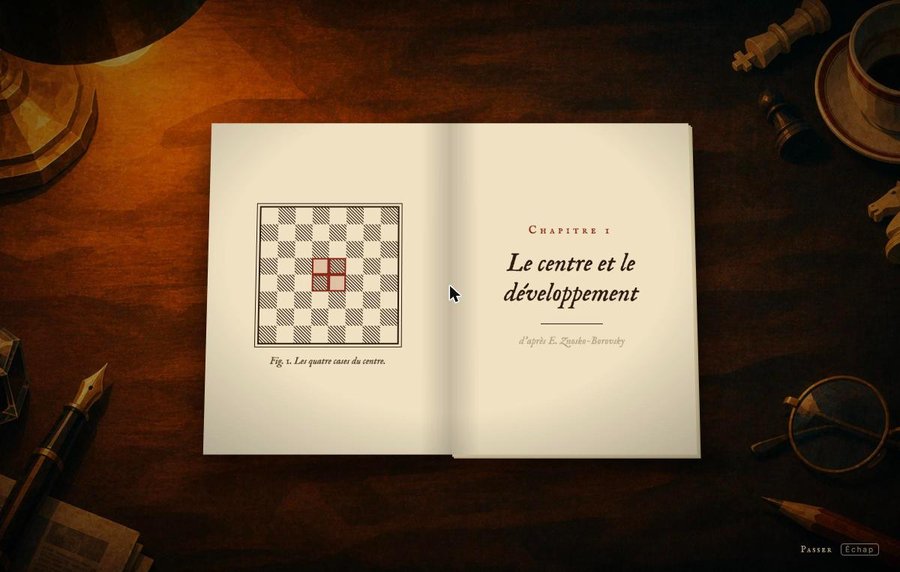 Fig. 1. Les quatre cases du centre.
Chapitre 1
Le centre et le
développement
d'après E. Znosko-Borovsky
Passer Échap